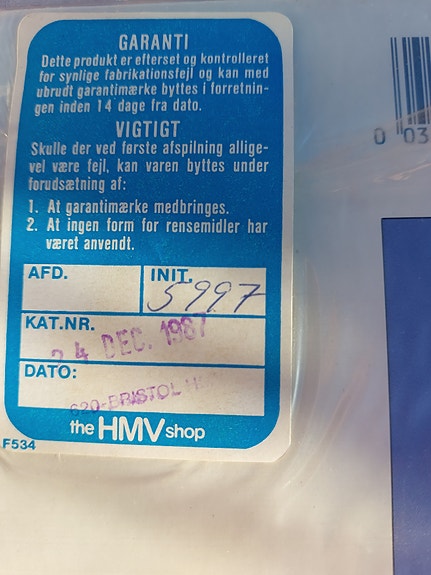 GARANTI
Dette produkt er efterset og kontrolleret
for synlige fabrikationsfejl og kan med
ubrudt garantimærke byttes i forretnin-
gen inden 14 dage fra dato.
VIGTIGT
Skulle der ved første afspilning allige-
vel være fejl, kan varen byttes under
forudsætning af:
1. At garantimærke medbringes.
2. At ingen form for rensemidler har
været anvendt.
AFD.
INIT.
5997
KAT.NR.
24 DEC. 1987
DATO:
620-BRISTOL
the HMV shop
F534
0 03